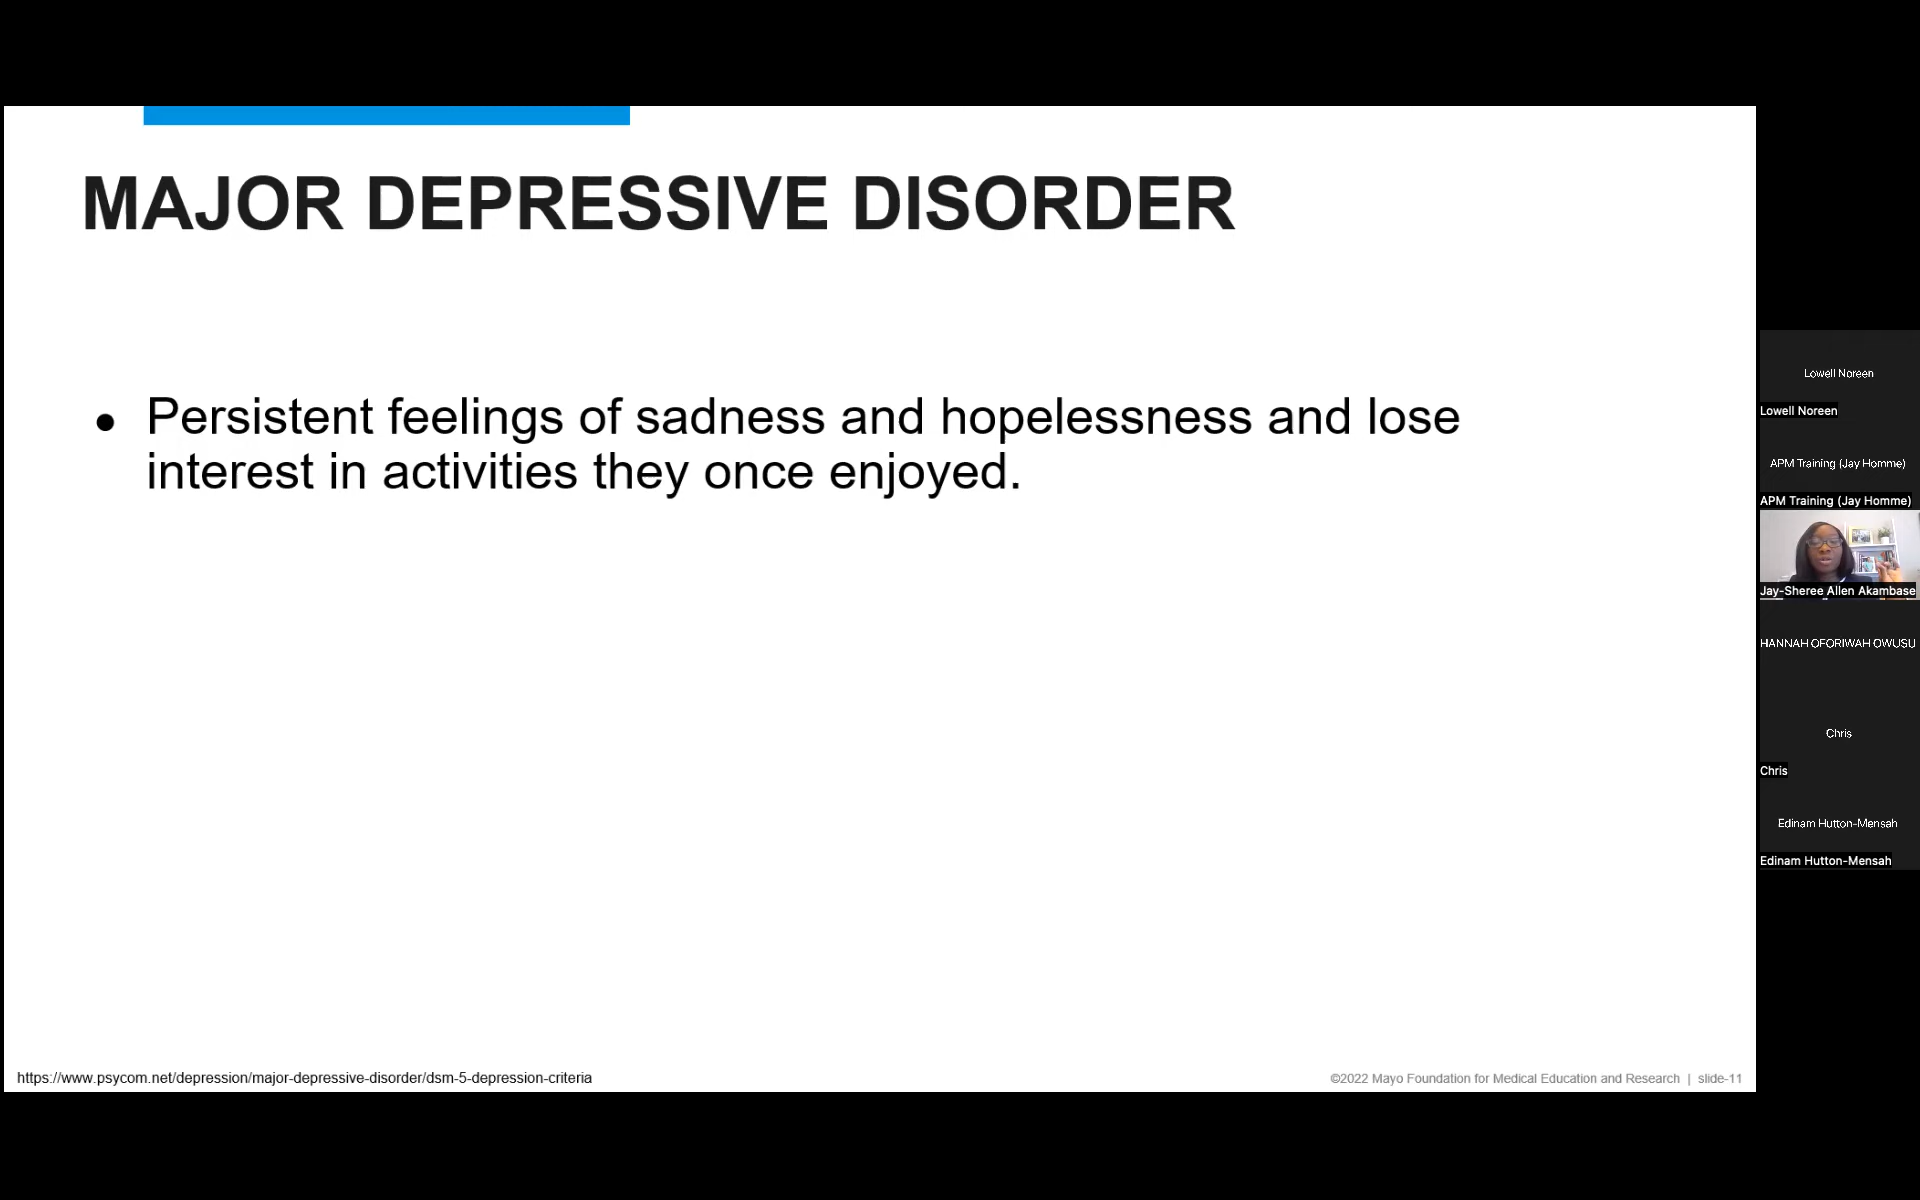 MAJOR DEPRESSIVE DISORDER
● Persistent feelings of sadness and hopelessness and lose
interest in activities they once enjoyed.
https://www.psycom.net/depression/major-depressive-disorder/dsm-5-depression-criteria
©2022 Mayo Foundation for Medical Education and Research | slide-11
Lowell Noreen
Lowell Noreen
APM Training (Jay Homme)
APM Training (Jay Homme)
Jay-Sheree Allen Akambase
HANNAH OFORIWAH OWUSU
Chris
Chris
Edinam Hutton-Mensah
Edinam Hutton-Mensah